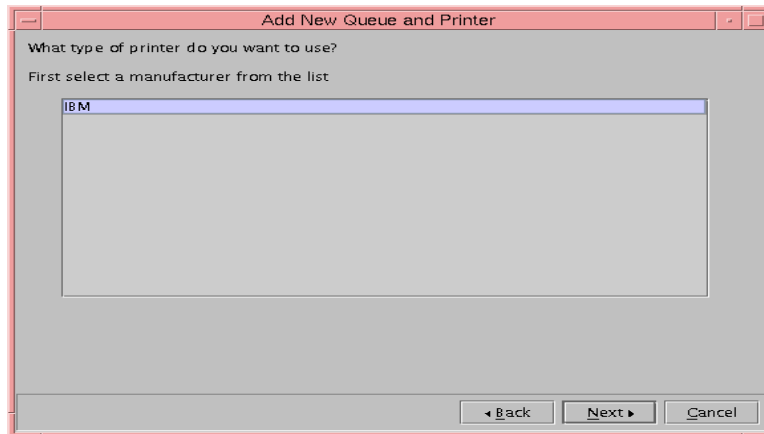 Add New Queue and Printer
What type of printer do you want to use?
First select a manufacturer from the list
IBM
Back
Next
Cancel